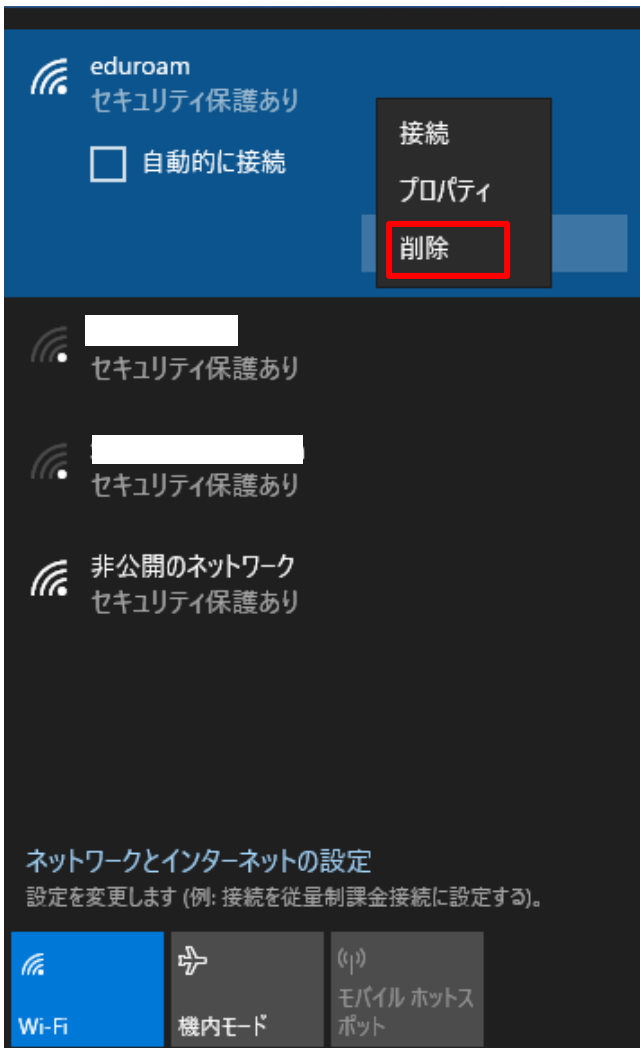 eduroam
セキュリティ保護あり
自動的に接続
接続
プロパティ
削除
セキュリティ保護あり
セキュリティ保護あり
非公開のネットワーク
セキュリティ保護あり
ネットワークとインターネットの設定
設定を変更します (例: 接続を従量制課金接続に設定する)。
Wi-Fi
機内モード
モバイル ホットス
ポット